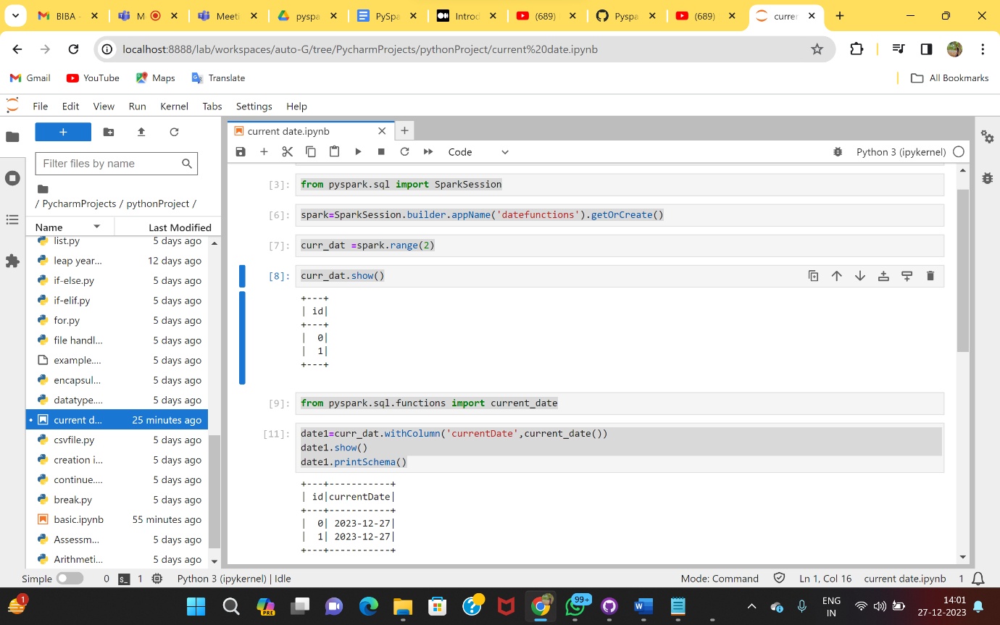 BIBA -
M
Meeti
pyspa
PySpa
Introd
(689)
Pyspa
(689)
currer
localhost:8888/lab/workspaces/auto-G/tree/PycharmProjects/pythonProject/current%20date.ipynb
Gmail
YouTube
Maps
Translate
All Bookmarks
File Edit View Run Kernel Tabs Settings Help
current date.ipynb
Code
Python 3 (ipykernel)
Filter files by name
/ PycharmProjects / pythonProject /
Name Last Modified
list.py 5 days ago
leap year... 12 days ago
if-else.py 5 days ago
if-elif.py 5 days ago
for.py 5 days ago
file handl... 5 days ago
example.... 5 days ago
encapsul... 5 days ago
datatype.... 5 days ago
current d... 25 minutes ago
csvfile.py 5 days ago
creation i... 5 days ago
continue.... 5 days ago
break.py 5 days ago
basic.ipynb 55 minutes ago
Assessm... 5 days ago
Arithmeti... 5 days ago
[3]: from pyspark.sql import SparkSession
[6]: spark=SparkSession.builder.appName('datefunctions').getOrCreate()
[7]: curr_dat =spark.range(2)
[8]: curr_dat.show()
+---+
| id|
+---+
|  0|
|  1|
+---+
[9]: from pyspark.sql.functions import current_date
[11]: date1=curr_dat.withColumn('currentDate',current_date())
date1.show()
date1.printSchema()
+---+-----------+
| id|currentDate|
+---+-----------+
|  0| 2023-12-27|
|  1| 2023-12-27|
+---+-----------+
Simple 0 1 Python 3 (ipykernel) | Idle Mode: Command Ln 1, Col 16 current date.ipynb 1
1
PRE
99+
ENG
IN
14:01
27-12-2023